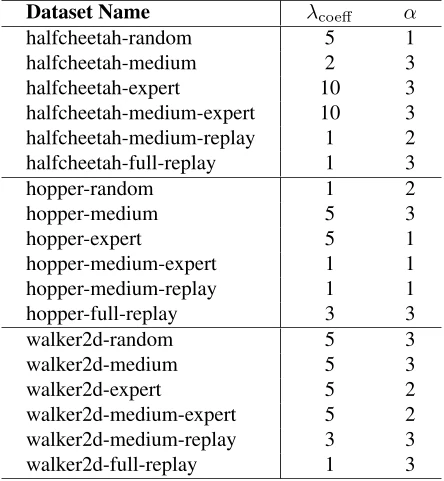 Dataset Name λcoeff α
halfcheetah-random 5 1
halfcheetah-medium 2 3
halfcheetah-expert 10 3
halfcheetah-medium-expert 10 3
halfcheetah-medium-replay 1 2
halfcheetah-full-replay 1 3
hopper-random 1 2
hopper-medium 5 3
hopper-expert 5 1
hopper-medium-expert 1 1
hopper-medium-replay 1 1
hopper-full-replay 3 3
walker2d-random 5 3
walker2d-medium 5 3
walker2d-expert 5 2
walker2d-medium-expert 5 2
walker2d-medium-replay 3 3
walker2d-full-replay 1 3